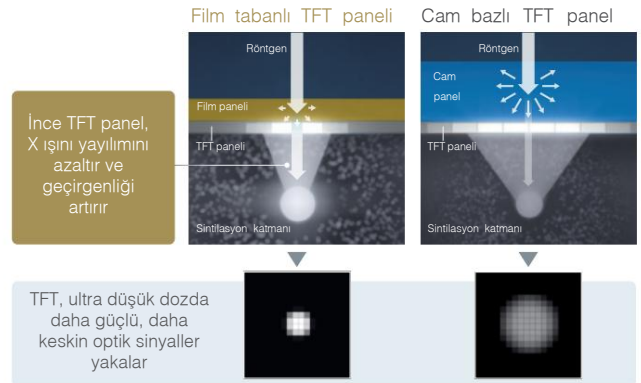 Film tabanlı TFT paneli
Cam bazlı TFT panel
İnce TFT panel,
X ışını yayılımını
azaltır ve
geçirgenliği
artırır
Röntgen
Film paneli
TFT paneli
Sintilasyon katmanı
Röntgen
Cam
panel
TFT paneli
Sintilasyon katmanı
TFT, ultra düşük dozda
daha güçlü, daha
keskin optik sinyaller
yakalar